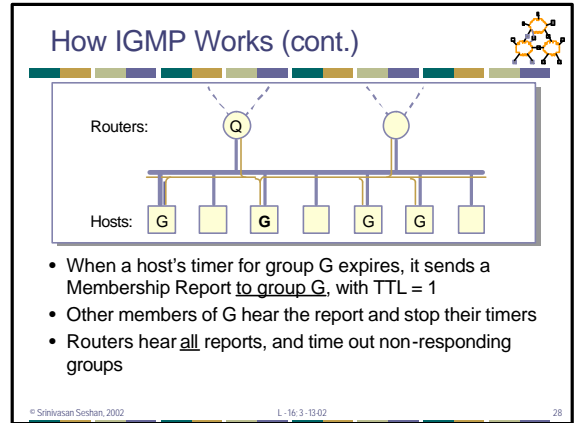 How IGMP Works (cont.)
Routers:
Q
Hosts:
G
G
G
G
• When a host's timer for group G expires, it sends a
Membership Report to group G, with TTL = 1
• Other members of G hear the report and stop their timers
• Routers hear all reports, and time out non-responding
groups
© Srinivasan Seshan, 2002
L -16; 3 -13-02
28